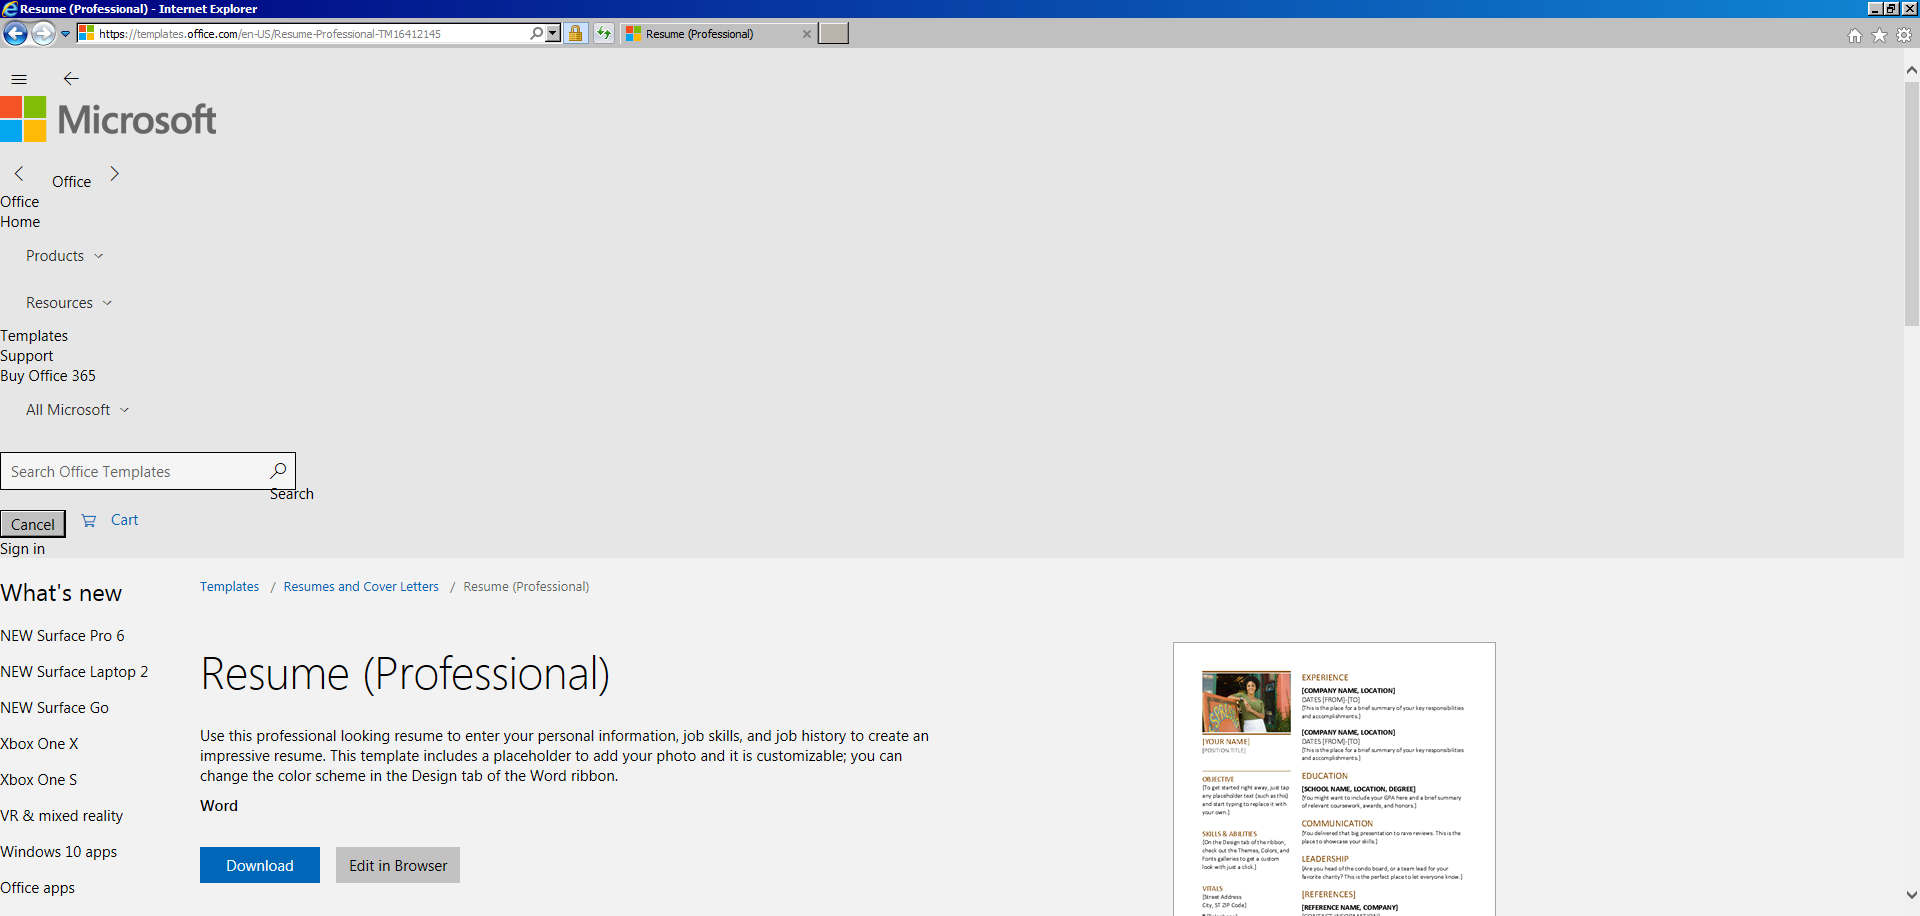 Resume (Professional) - Internet Explorer
https://templates.office.com/en-US/Resume-Professional-TM16412145
Resume (Professional)
Microsoft
Office
Office
Home
Products
Resources
Templates
Support
Buy Office 365
All Microsoft
Search Office Templates
Search
Cancel
Cart
Sign in
What's new
NEW Surface Pro 6
NEW Surface Laptop 2
NEW Surface Go
Xbox One X
Xbox One S
VR & mixed reality
Windows 10 apps
Office apps
Templates / Resumes and Cover Letters / Resume (Professional)
Resume (Professional)
Use this professional looking resume to enter your personal information, job skills, and job history to create an
impressive resume. This template includes a placeholder to add your photo and it is customizable; you can
change the color scheme in the Design tab of the Word ribbon.
Word
Download
Edit in Browser
[YOUR NAME]
[POSITION TITLE]
OBJECTIVE
[To get started right away, just tap
any placeholder text (such as this)
and start typing to replace it with
your own.]
SKILLS & ABILITIES
[On the Design tab of the ribbon,
check out the Themes, Colors, and
Fonts galleries to get a custom
look with just a click.]
VITALS
[Street Address
City, ST ZIP Code]
EXPERIENCE
[COMPANY NAME, LOCATION]
DATES [FROM]-[TO]
[This is the place for a brief summary of your key responsibilities
and accomplishments.]
[COMPANY NAME, LOCATION]
DATES [FROM]-[TO]
[This is the place for a brief summary of your key responsibilities
and accomplishments.]
EDUCATION
[SCHOOL NAME, LOCATION, DEGREE]
[You might want to include your GPA here and a brief summary
of relevant coursework, awards, and honors.]
COMMUNICATION
[You delivered that big presentation to rave reviews. This is the
place to showcase your skills.]
LEADERSHIP
[Are you head of the condo board, or a team lead for your
favorite charity? This is the perfect place to let everyone know.]
[REFERENCES]
[REFERENCE NAME, COMPANY]